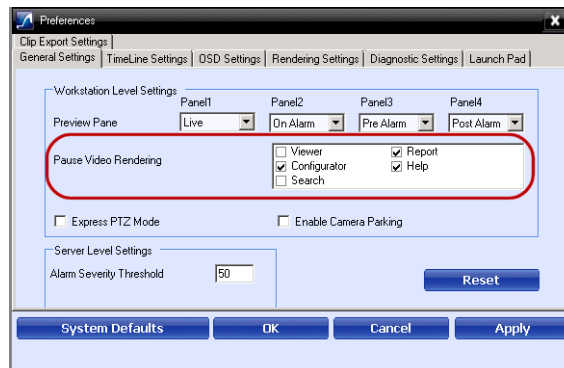 Preferences
Clip Export Settings
General Settings TimeLine Settings OSD Settings Rendering Settings Diagnostic Settings Launch Pad
Workstation Level Settings
Panel1 Panel2 Panel3 Panel4
Preview Pane Live On Alarm Pre Alarm Post Alarm
Pause Video Rendering
Viewer Report
Configurator Help
Search
Express PTZ Mode Enable Camera Parking
Server Level Settings
Alarm Severity Threshold 50
Reset
System Defaults OK Cancel Apply